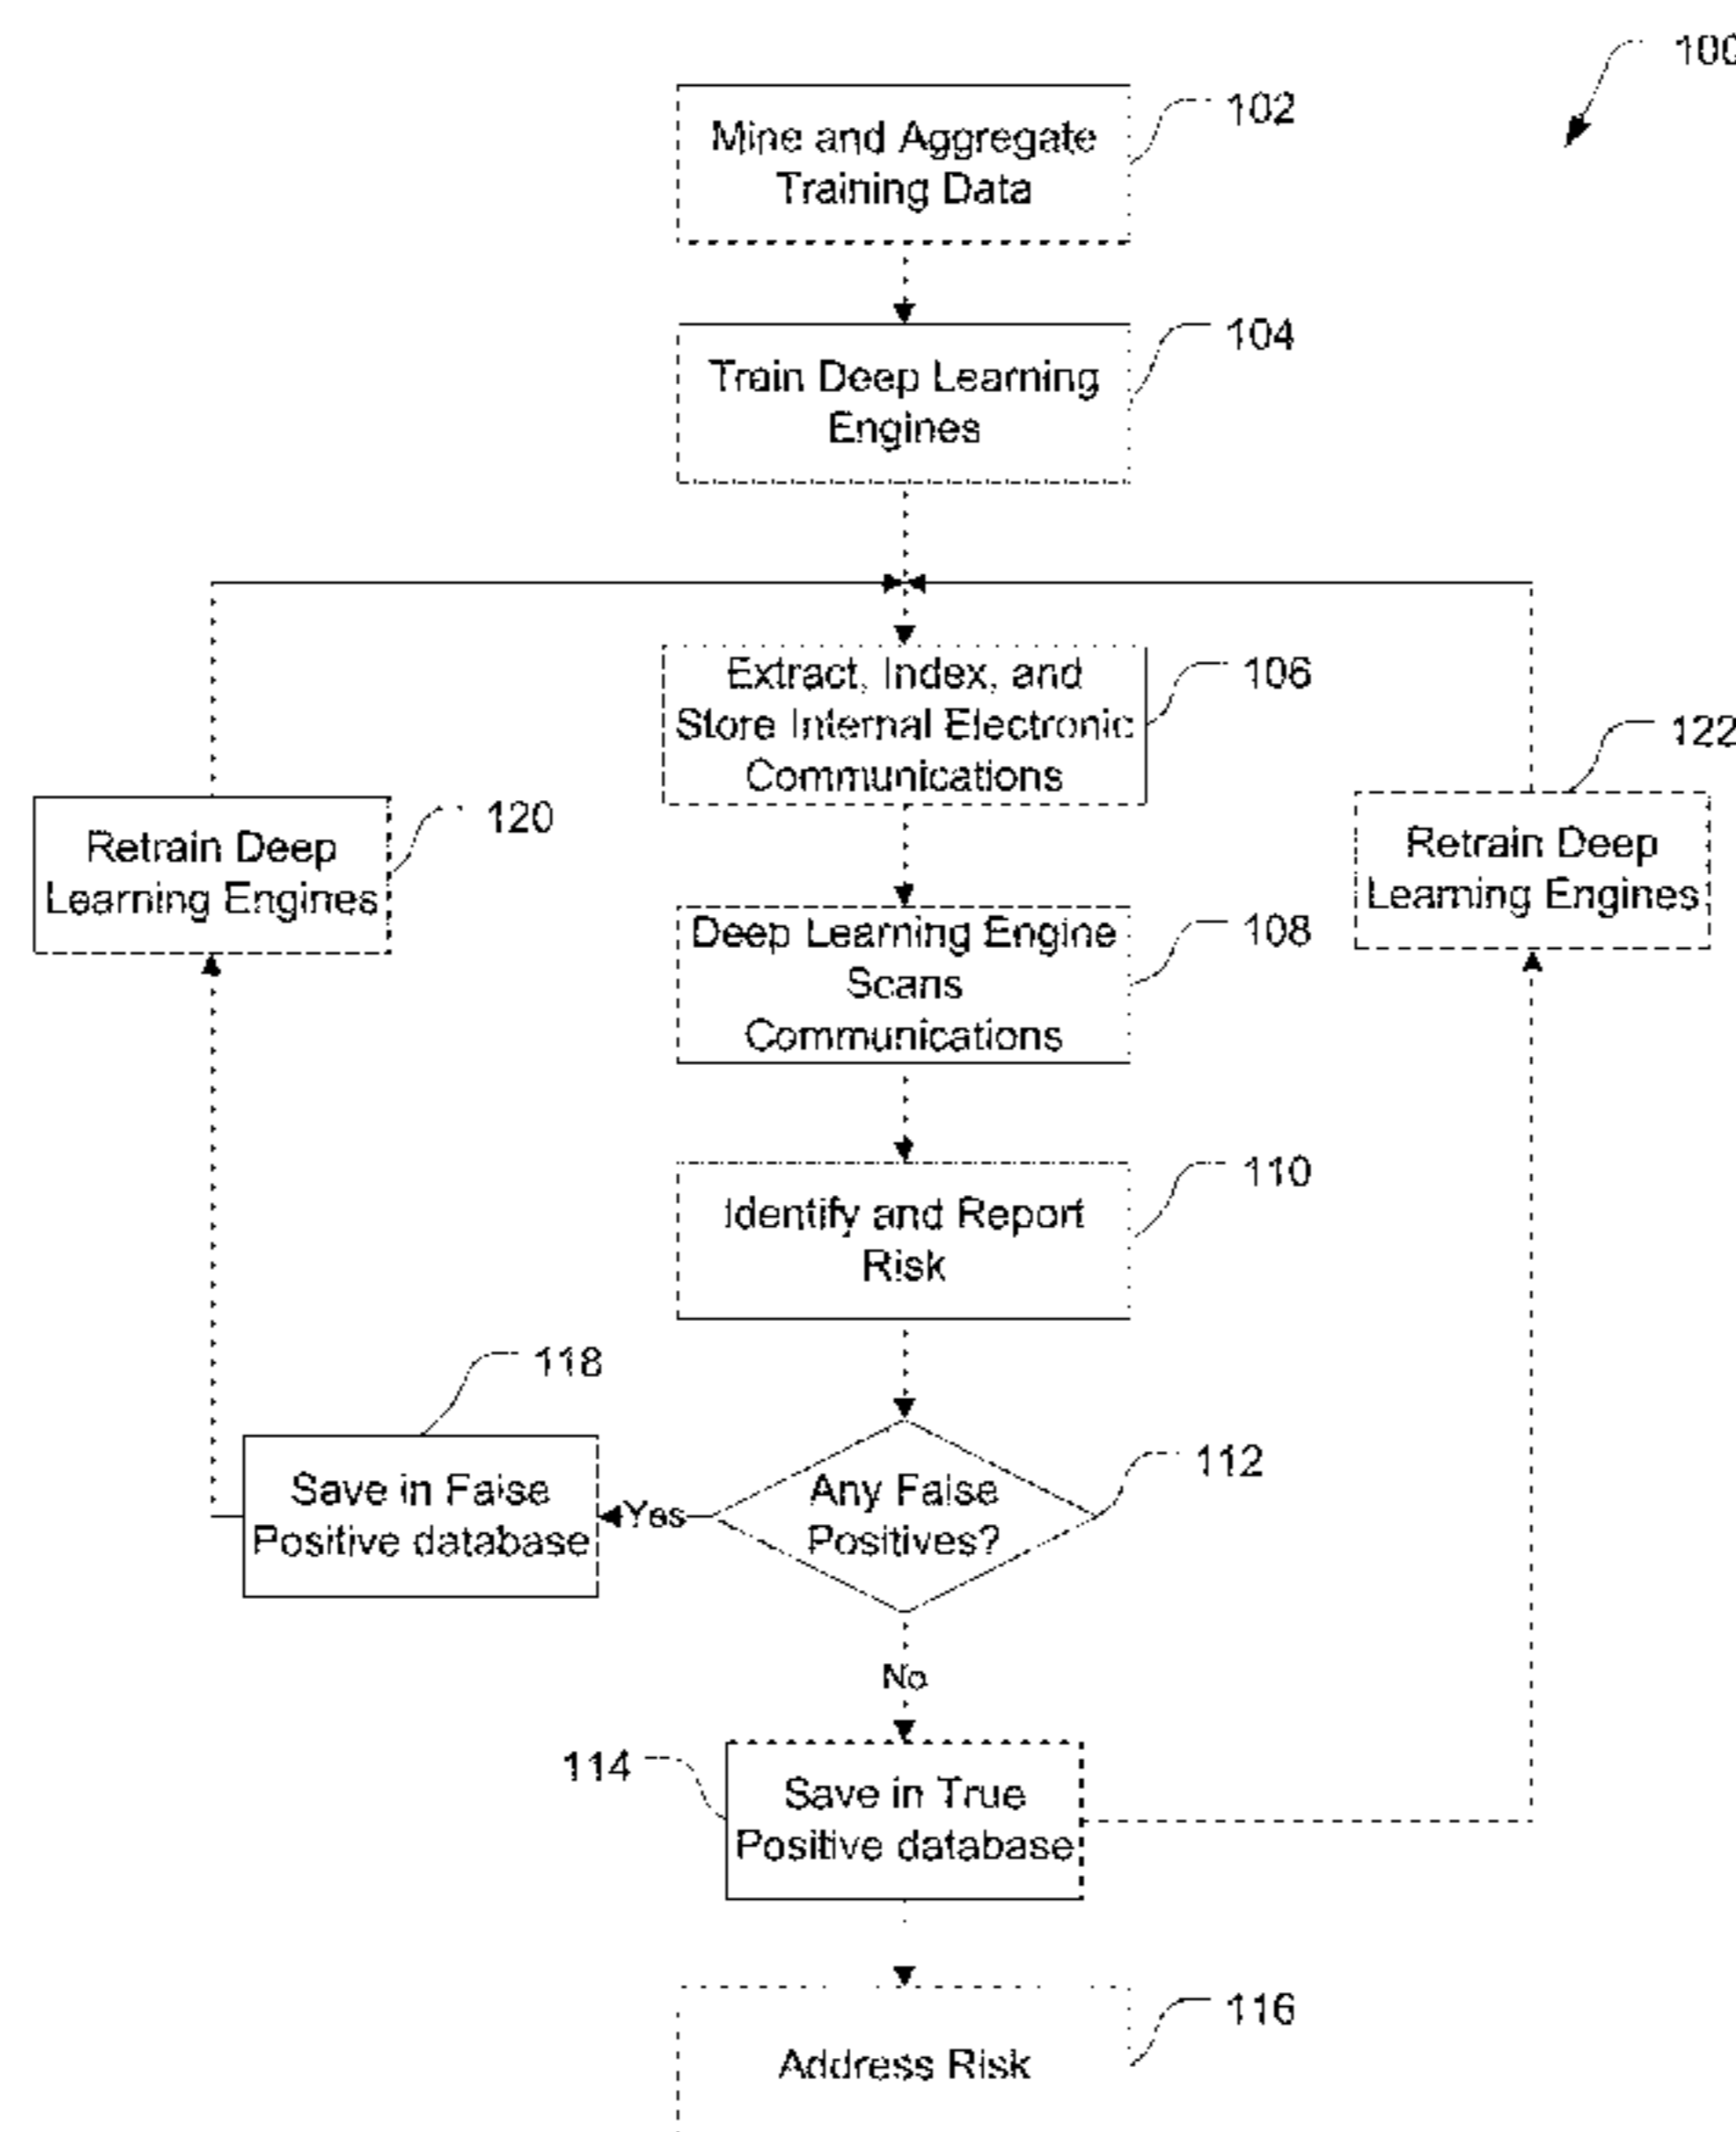 100
Mine and Aggregate
Training Data
102
Train Deep Learning
Engines
104
Extract, Index, and
Store Internal Electronic
Communications
106
Retrain Deep
Learning Engines
120
Retrain Deep
Learning Engines
122
Deep Learning Engine
Scans
Communications
108
Identify and Report
Risk
110
118
Save in False
Positive database
Yes
Any False
Positives?
112
No
114
Save in True
Positive database
Address Risk
116